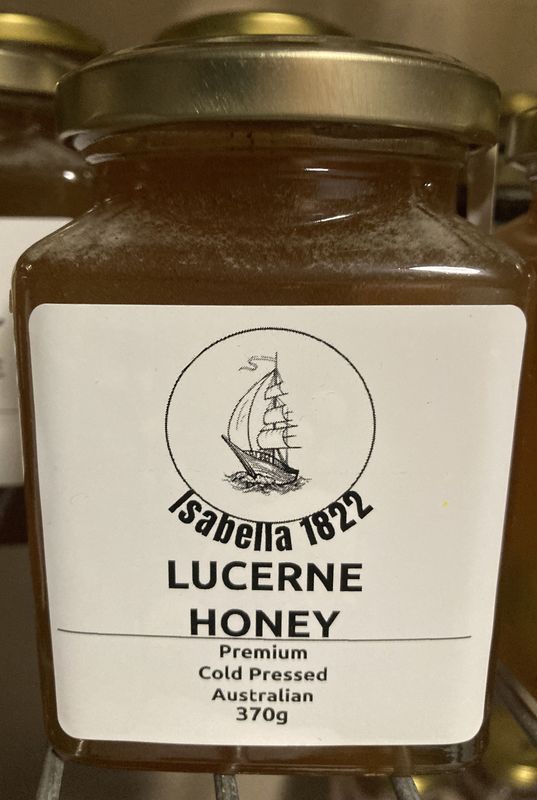 Isabella 1822
LUCERNE
HONEY
Premium
Cold Pressed
Australian
370g